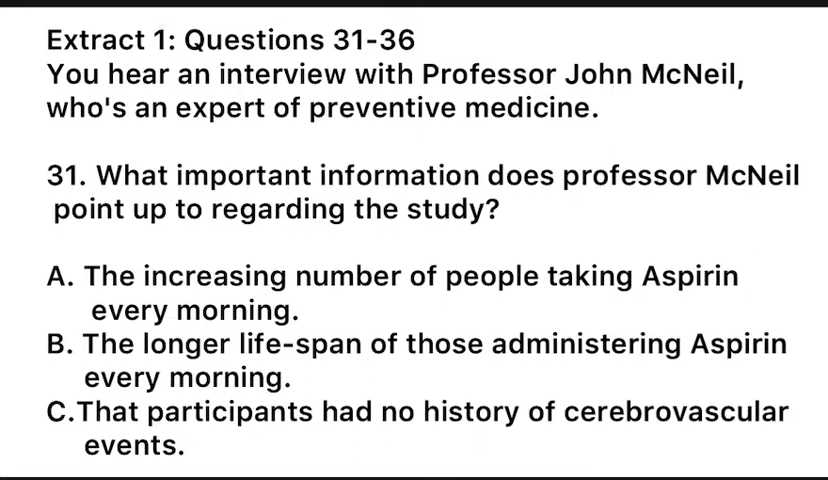 Extract 1: Questions 31-36
You hear an interview with Professor John McNeil,
who's an expert of preventive medicine.
31. What important information does professor McNeil
point up to regarding the study?
A. The increasing number of people taking Aspirin
every morning.
B. The longer life-span of those administering Aspirin
every morning.
C.That participants had no history of cerebrovascular
events.